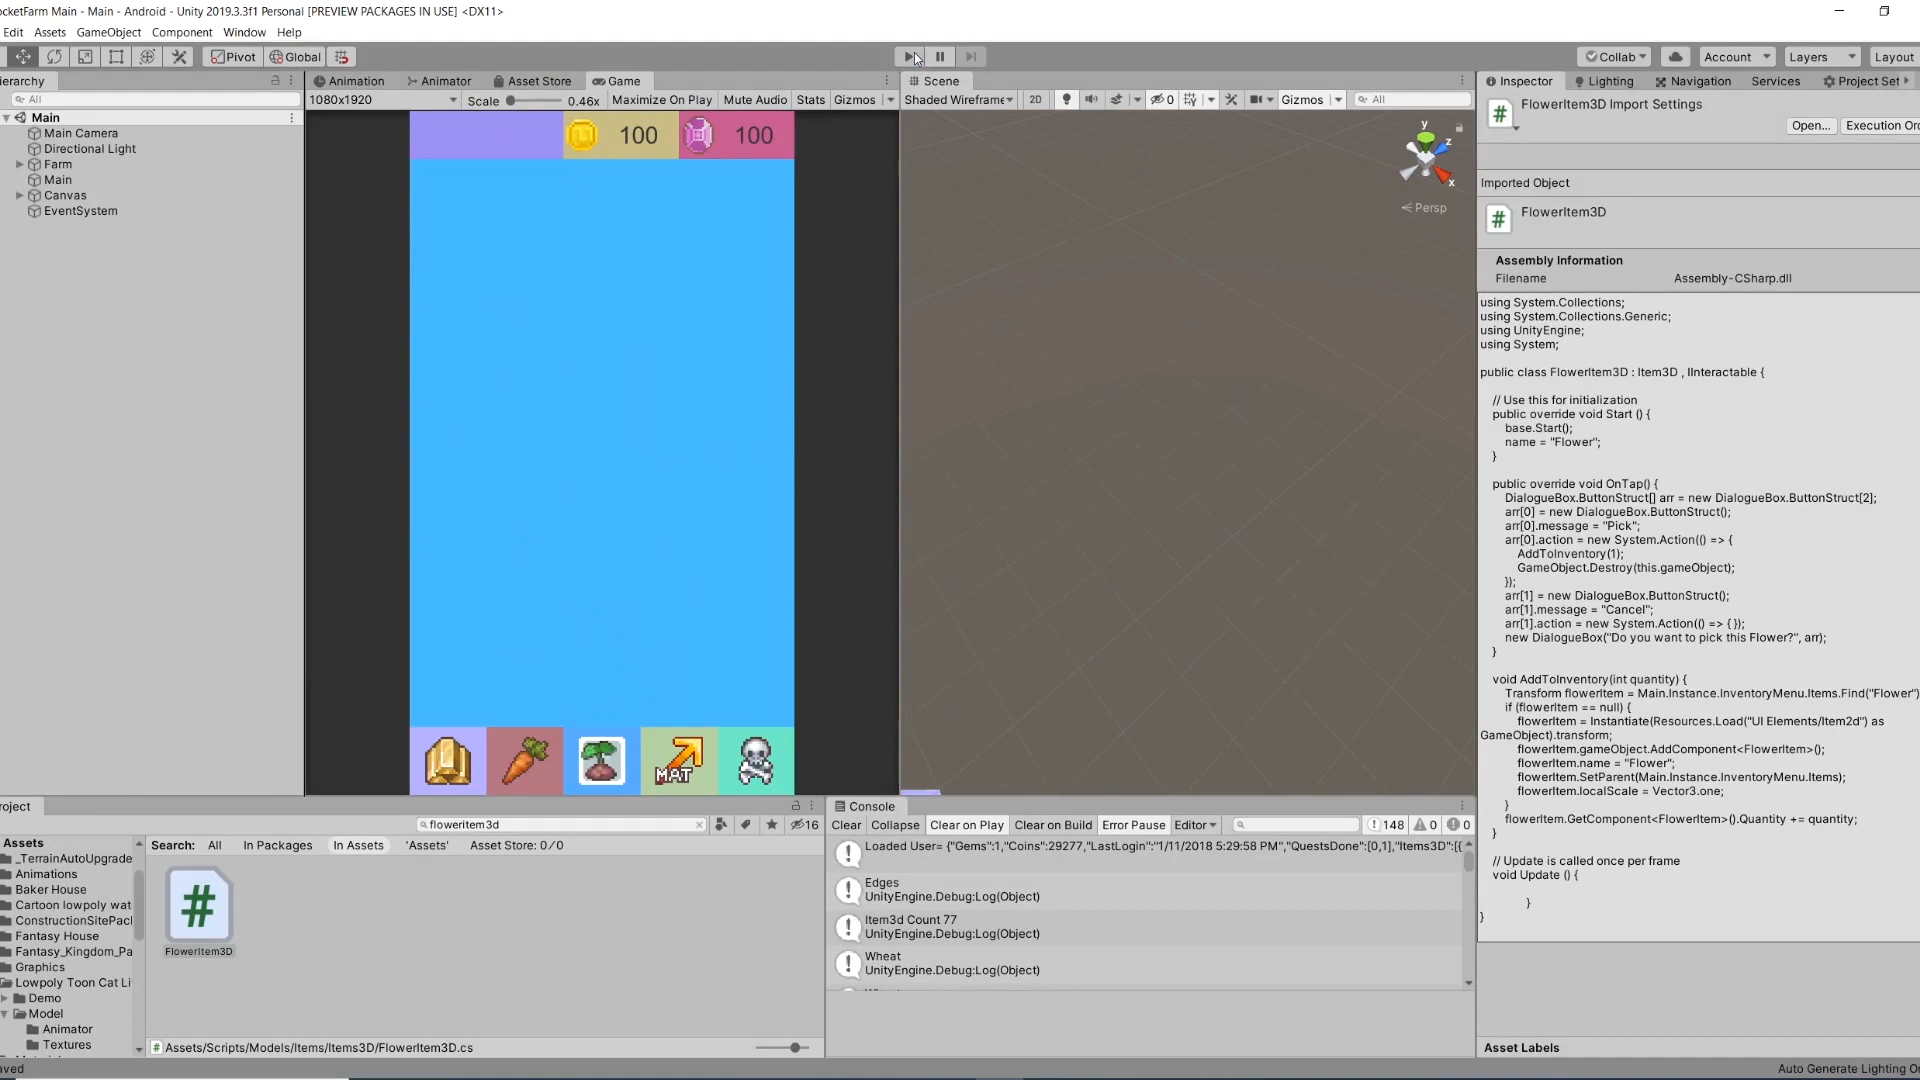 ocketFarm Main - Main - Android - Unity 2019.3.3f1 Personal [PREVIEW PACKAGES IN USE] <DX11>
Edit Assets GameObject Component Window Help
Pivot Global Collab Account Layers Layout
ierarchy
All
Main
Main Camera
Directional Light
Farm
Main
Canvas
EventSystem
Animation Animator Asset Store Game
1080x1920 Scale 0.46x Maximize On Play Mute Audio Stats Gizmos
100 100
MAT
Scene
Shaded Wireframe 2D 0 Gizmos All
y
z
x
Persp
Inspector Lighting Navigation Services Project Set
FlowerItem3D Import Settings
Open... Execution Ord
Imported Object
FlowerItem3D
Assembly Information
Filename Assembly-CSharp.dll
using System.Collections;
using System.Collections.Generic;
using UnityEngine;
using System;
public class FlowerItem3D : Item3D , IInteractable {
// Use this for initialization
public override void Start () {
base.Start();
name = "Flower";
}
public override void OnTap() {
DialogueBox.ButtonStruct[] arr = new DialogueBox.ButtonStruct[2];
arr[0] = new DialogueBox.ButtonStruct();
arr[0].message = "Pick";
arr[0].action = new System.Action(() => {
AddToInventory(1);
GameObject.Destroy(this.gameObject);
});
arr[1] = new DialogueBox.ButtonStruct();
arr[1].message = "Cancel";
arr[1].action = new System.Action(() => { });
new DialogueBox("Do you want to pick this Flower?", arr);
}
void AddToInventory(int quantity) {
Transform flowerItem = Main.Instance.InventoryMenu.Items.Find("Flower")
if (flowerItem == null) {
flowerItem = Instantiate(Resources.Load("UI Elements/Item2d") as
GameObject).transform;
flowerItem.gameObject.AddComponent<FlowerItem>();
flowerItem.name = "Flower";
flowerItem.SetParent(Main.Instance.InventoryMenu.Items);
flowerItem.localScale = Vector3.one;
}
flowerItem.GetComponent<FlowerItem>().Quantity += quantity;
}
// Update is called once per frame
void Update () {
}
}
Asset Labels
roject
floweritem3d
16
Assets
_TerrainAutoUpgrade
Animations
Baker House
Cartoon lowpoly wat
ConstructionSitePack
Fantasy House
Fantasy_Kingdom_Pa
Graphics
Lowpoly Toon Cat Li
Demo
Model
Animator
Textures
Search: All In Packages In Assets 'Assets' Asset Store: 0/0
FlowerItem3D
Assets/Scripts/Models/Items/Items3D/FlowerItem3D.cs
Console
Clear Collapse Clear on Play Clear on Build Error Pause Editor 148 0 0
Loaded User= {"Gems":1,"Coins":29277,"LastLogin":"1/11/2018 5:29:58 PM","QuestsDone":[0,1],"Items3D":[{
Edges
UnityEngine.Debug:Log(Object)
Item3d Count 77
UnityEngine.Debug:Log(Object)
Wheat
UnityEngine.Debug:Log(Object)
aved
Auto Generate Lighting On